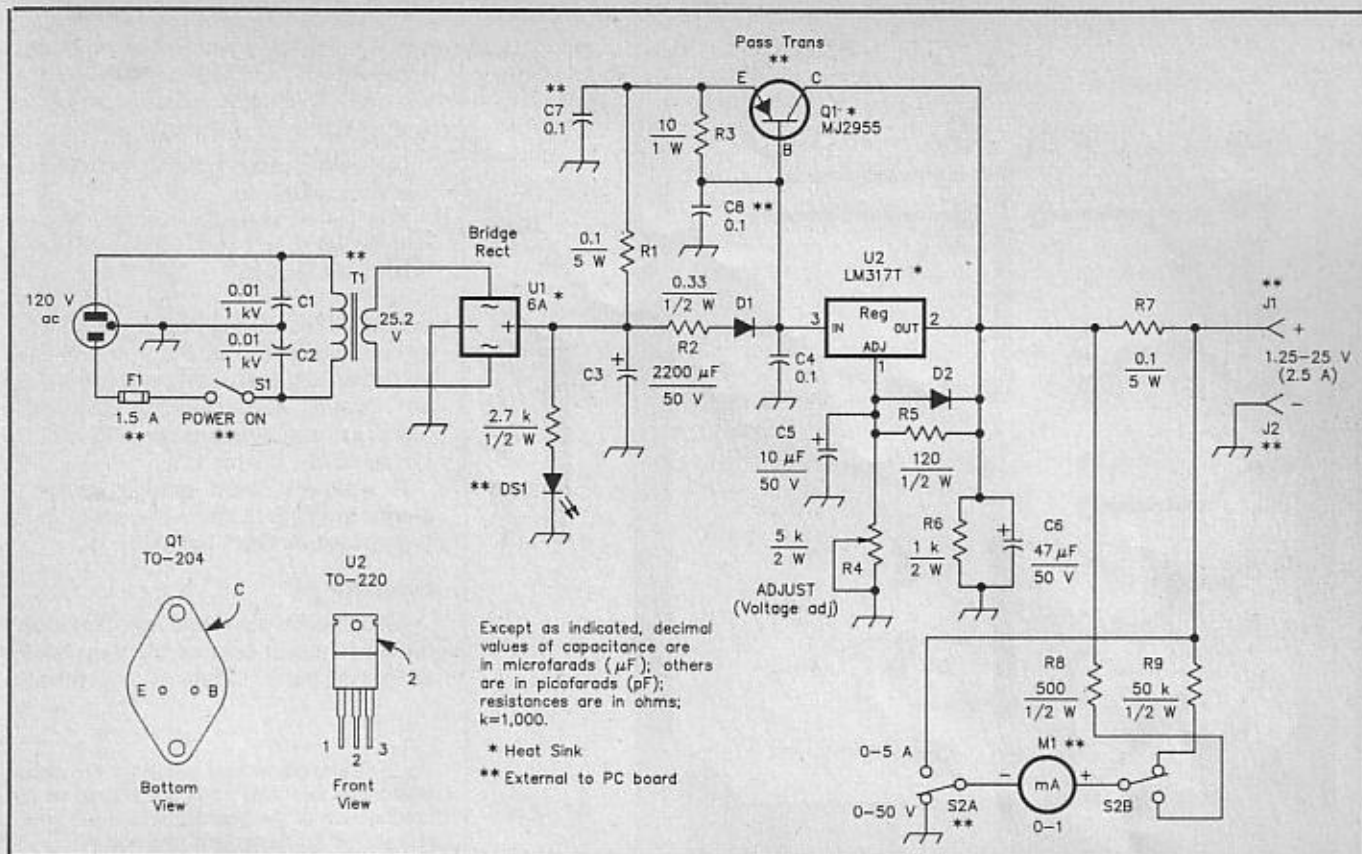 Pass Trans
**
E
C
**
C7
0.1
10
1 W
R3
Q1 *
MJ2955
B
C8 **
0.1
Bridge
Rect
0.1
5 W
R1
U2
LM317T *
**
T1
U1
6A *
0.33
1/2 W
D1
R2
3
IN
Reg
OUT
2
ADJ
1
R7
0.1
5 W
**
J1
+
1.25-25 V
(2.5 A)
-
J2
**
120 V
ac
0.01
1 kV
C1
0.01
1 kV
C2
25.2
V
~
-
+
~
F1
1.5 A
**
S1
POWER ON
**
C3
+
2200 µF
50 V
C4
0.1
D2
2.7 k
1/2 W
C5
+
10 µF
50 V
R5
120
1/2 W
** DS1
5 k
2 W
R4
R6
1 k
2 W
+
C6
47 µF
50 V
ADJUST
(Voltage adj)
Q1
TO-204
C
E
B
Bottom
View
U2
TO-220
2
1
2
3
Front
View
Except as indicated, decimal
values of capacitance are
in microfarads (µF); others
are in picofarads (pF);
resistances are in ohms;
k=1,000.
* Heat Sink
** External to PC board
R8
500
1/2 W
R9
50 k
1/2 W
0-5 A
M1 **
-
mA
+
0-50 V
S2A
**
S2B
0-1